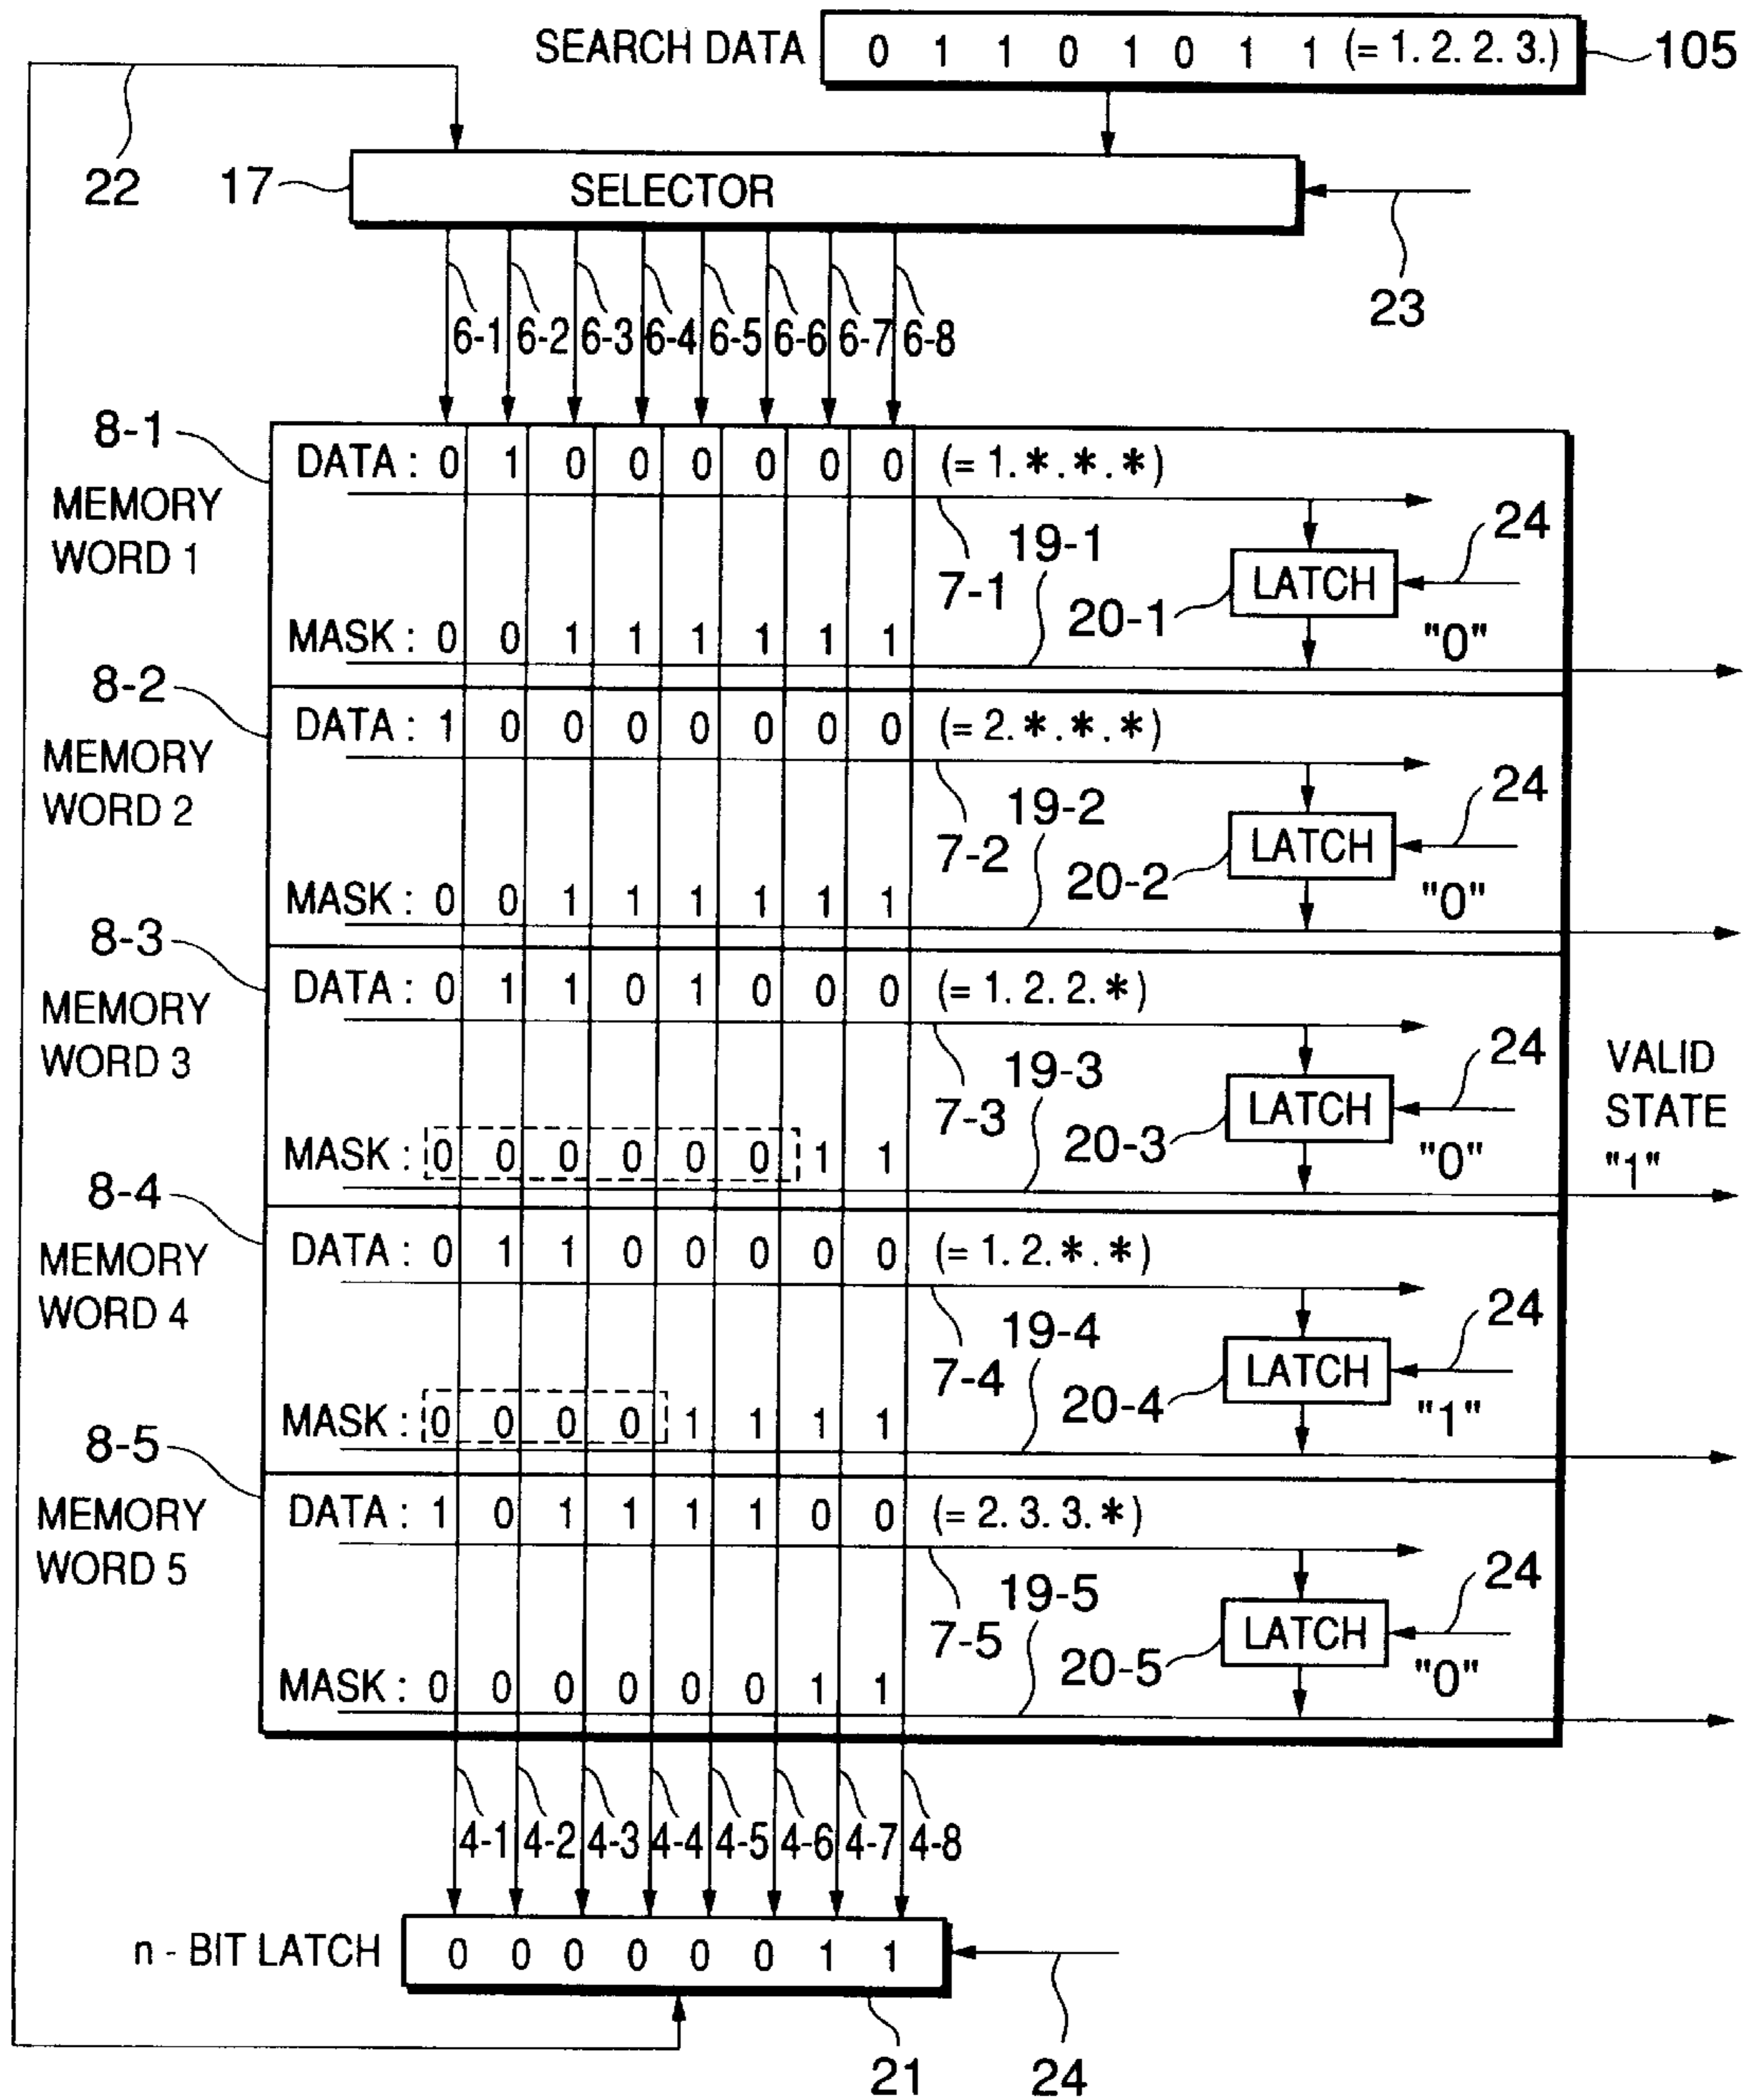 SEARCH DATA 0 1 1 0 1 0 1 1 (= 1. 2. 2. 3.) 105
22 17 SELECTOR 23
6-1 6-2 6-3 6-4 6-5 6-6 6-7 6-8
8-1 DATA : 0 1 0 0 0 0 0 0 (= 1. *. *. *)
MEMORY
WORD 1
7-1 19-1 20-1 LATCH 24
MASK : 0 0 1 1 1 1 1 1 "0"
8-2 DATA : 1 0 0 0 0 0 0 0 (= 2. *. *. *)
MEMORY
WORD 2
7-2 19-2 20-2 LATCH 24
MASK : 0 0 1 1 1 1 1 1 "0"
8-3 DATA : 0 1 1 0 1 0 0 0 (= 1. 2. 2. *)
MEMORY
WORD 3
7-3 19-3 20-3 LATCH 24
VALID
STATE
"1"
MASK : 0 0 0 0 0 0 1 1 "0"
8-4 DATA : 0 1 1 0 0 0 0 0 (= 1. 2. *. *)
MEMORY
WORD 4
7-4 19-4 20-4 LATCH 24
MASK : 0 0 0 0 1 1 1 1 "1"
8-5 DATA : 1 0 1 1 1 1 0 0 (= 2. 3. 3. *)
MEMORY
WORD 5
7-5 19-5 20-5 LATCH 24
MASK : 0 0 0 0 0 0 1 1 "0"
4-1 4-2 4-3 4-4 4-5 4-6 4-7 4-8
n - BIT LATCH 0 0 0 0 0 0 1 1
21 24